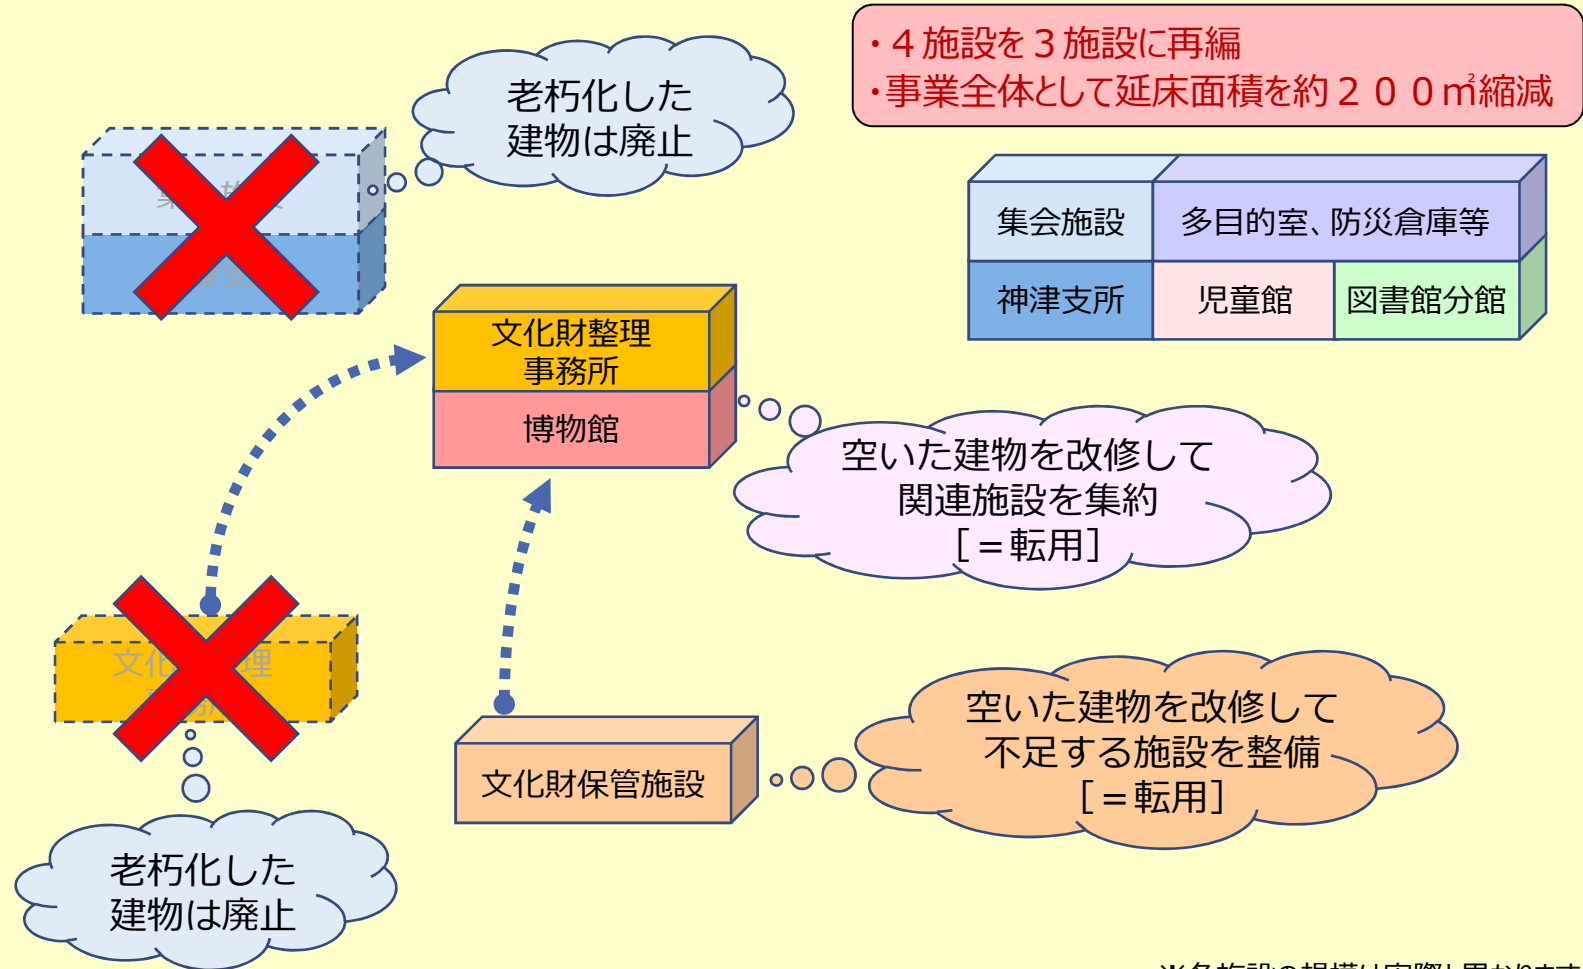 ・４施設を３施設に再編
・事業全体として延床面積を約２００㎡縮減
老朽化した
建物は廃止
集会施設
多目的室、防災倉庫等
神津支所
児童館
図書館分館
文化財整理
事務所
博物館
空いた建物を改修して
関連施設を集約
［＝転用］
文化 理
空いた建物を改修して
不足する施設を整備
［＝転用］
文化財保管施設
老朽化した
建物は廃止